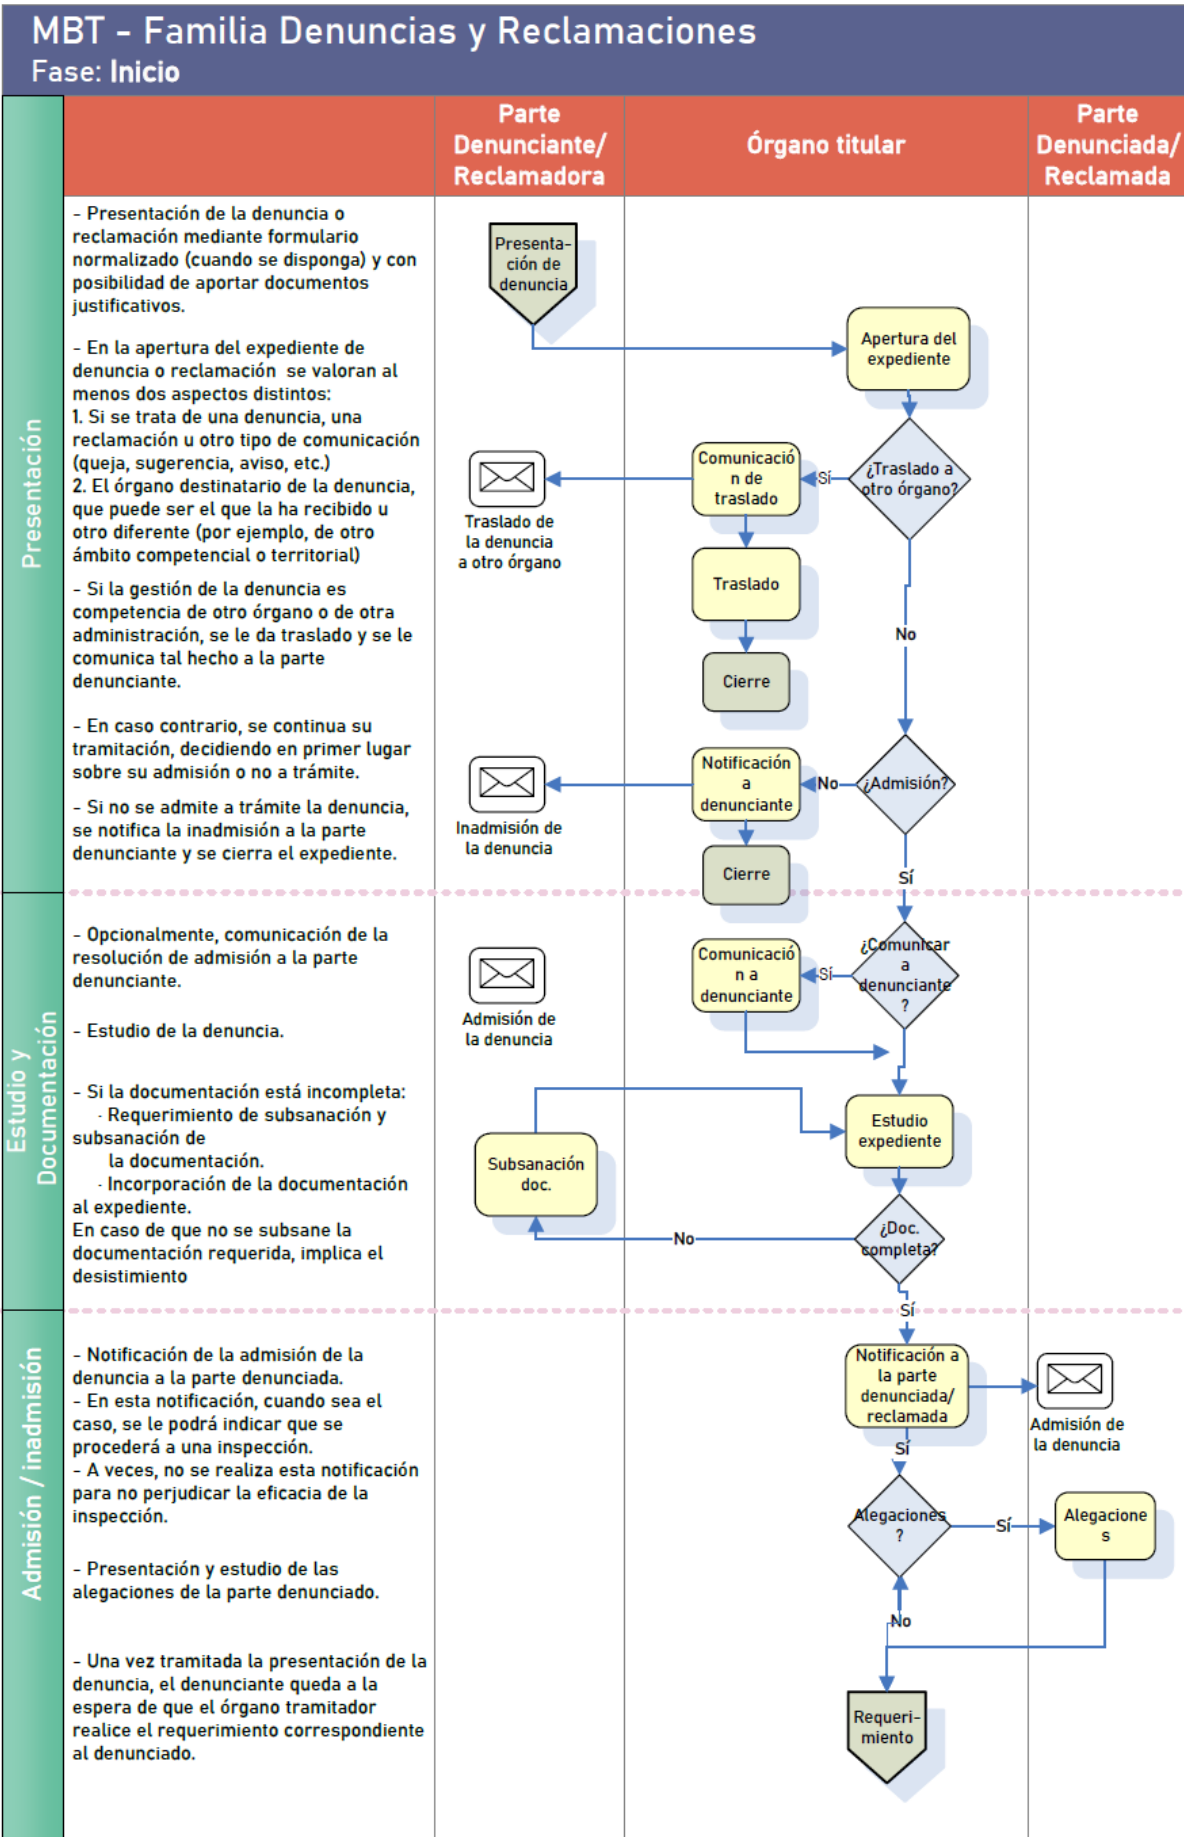 MBT - Familia Denuncias y Reclamaciones
Fase: Inicio
Parte
Denunciante/
Reclamadora
Órgano titular
Parte
Denunciada/
Reclamada
Presentación
- Presentación de la denuncia o
reclamación mediante formulario
normalizado (cuando se disponga) y con
posibilidad de aportar documentos
justificativos.
- En la apertura del expediente de
denuncia o reclamación se valoran al
menos dos aspectos distintos:
1. Si se trata de una denuncia, una
reclamación u otro tipo de comunicación
(queja, sugerencia, aviso, etc.)
2. El órgano destinatario de la denuncia,
que puede ser el que la ha recibido u
otro diferente (por ejemplo, de otro
ámbito competencial o territorial)
- Si la gestión de la denuncia es
competencia de otro órgano o de otra
administración, se le da traslado y se le
comunica tal hecho a la parte
denunciante.
- En caso contrario, se continua su
tramitación, decidiendo en primer lugar
sobre su admisión o no a trámite.
- Si no se admite a trámite la denuncia,
se notifica la inadmisión a la parte
denunciante y se cierra el expediente.
Presenta-
ción de
denuncia
Apertura del
expediente
¿Traslado a
otro órgano?
Sí
Comunicació
n de
traslado
Traslado de
la denuncia
a otro órgano
Traslado
Cierre
No
¿Admisión?
No
Notificación
a
denunciante
Inadmisión de
la denuncia
Cierre
Sí
Estudio y
Documentación
- Opcionalmente, comunicación de la
resolución de admisión a la parte
denunciante.
- Estudio de la denuncia.
- Si la documentación está incompleta:
· Requerimiento de subsanación y
subsanación de
la documentación.
· Incorporación de la documentación
al expediente.
En caso de que no se subsane la
documentación requerida, implica el
desistimiento
¿Comunicar
a
denunciante
?
Sí
Comunicació
n a
denunciante
Admisión de
la denuncia
Estudio
expediente
Subsanación
doc.
¿Doc.
completa?
No
Sí
Admisión / inadmisión
- Notificación de la admisión de la
denuncia a la parte denunciada.
- En esta notificación, cuando sea el
caso, se le podrá indicar que se
procederá a una inspección.
- A veces, no se realiza esta notificación
para no perjudicar la eficacia de la
inspección.
- Presentación y estudio de las
alegaciones de la parte denunciado.
- Una vez tramitada la presentación de la
denuncia, el denunciante queda a la
espera de que el órgano tramitador
realice el requerimiento correspondiente
al denunciado.
Notificación a
la parte
denunciada/
reclamada
Admisión de
la denuncia
Sí
Alegaciones
?
Sí
Alegacione
s
No
Requeri-
miento